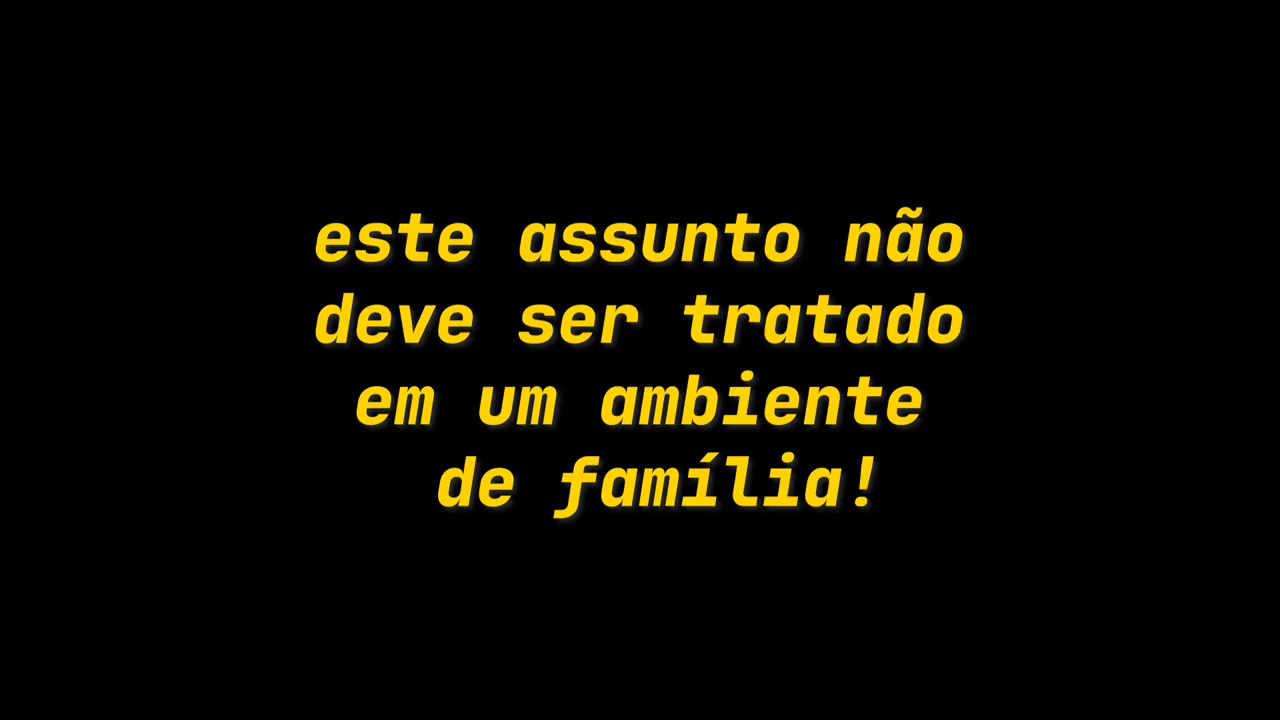 este assunto não
deve ser tratado
em um ambiente
de família!